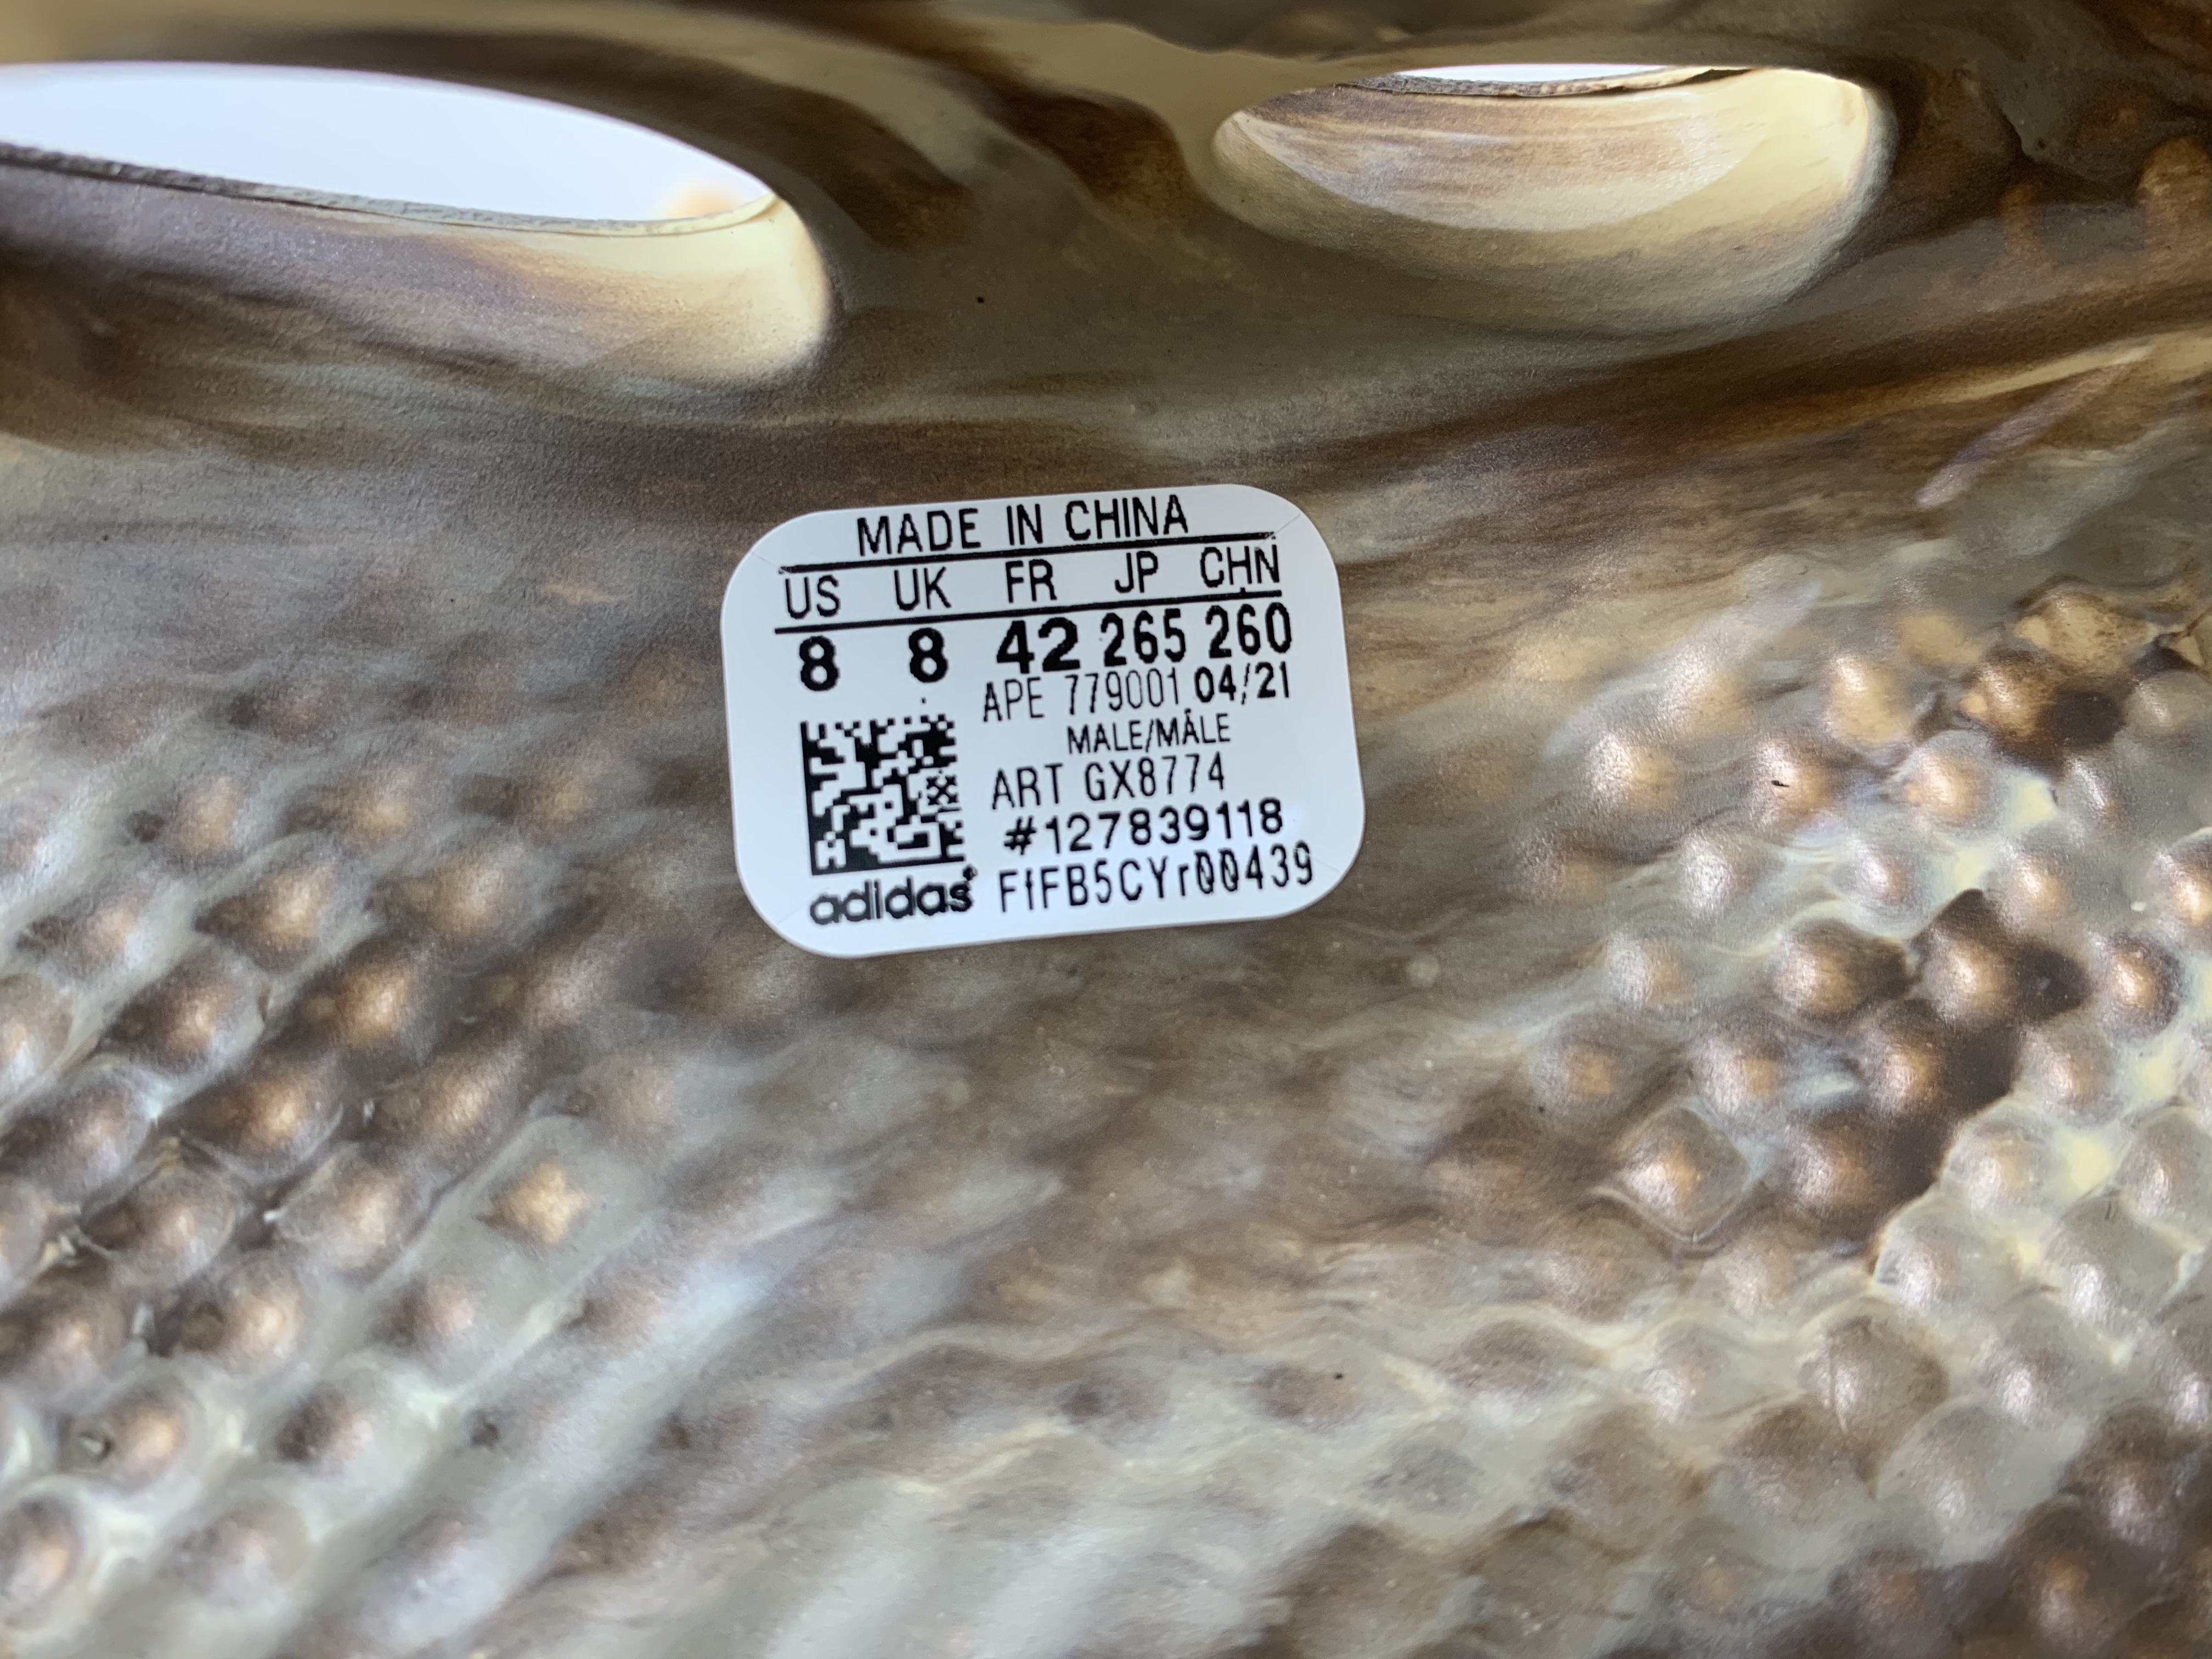 MADE IN CHINA
US UK FR JP CHN
8 8 42 265 260
APE 779001 04/21
MALE/MÂLE
ART GX8774
#127839118
adidas F1FB5CYr00439